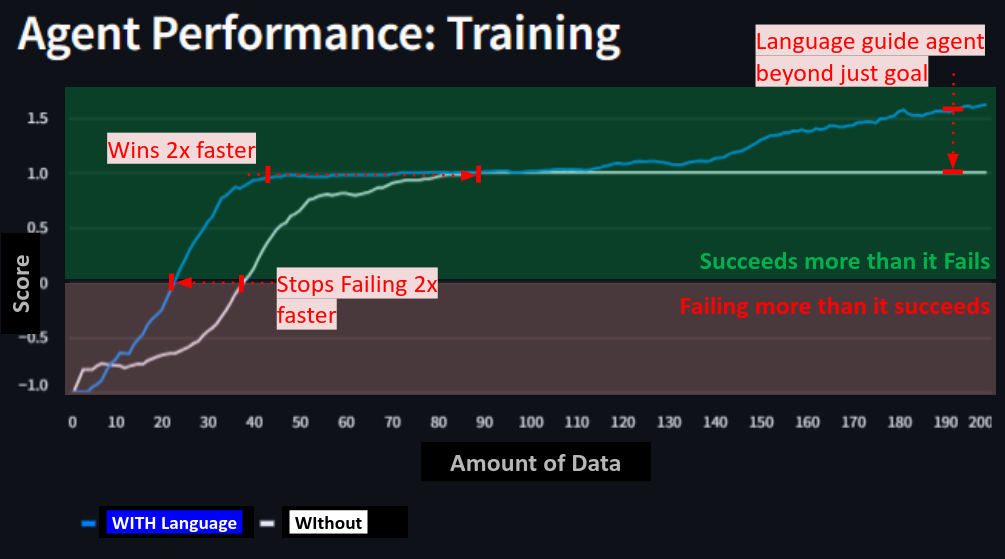 Agent Performance: Training
Language guide agent
beyond just goal
Wins 2x faster
Stops Failing 2x
faster
Succeeds more than it Fails
Failing more than it succeeds
Score
1.5
1.0
0.5
0
−0.5
−1.0
0 10 20 30 40 50 60 70 80 90 100 110 120 130 140 150 160 170 180 190 200
Amount of Data
WITH Language
WIthout